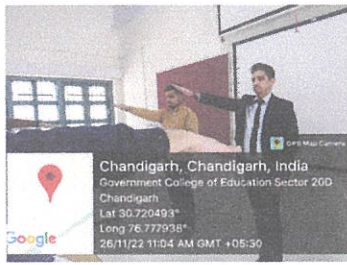 GPS Map Camera
Chandigarh, Chandigarh, India
Government College of Education Sector 20D
Chandigarh
Lat 30.720493°
Long 76.777938°
26/11/22 11:04 AM GMT +05:30
Google